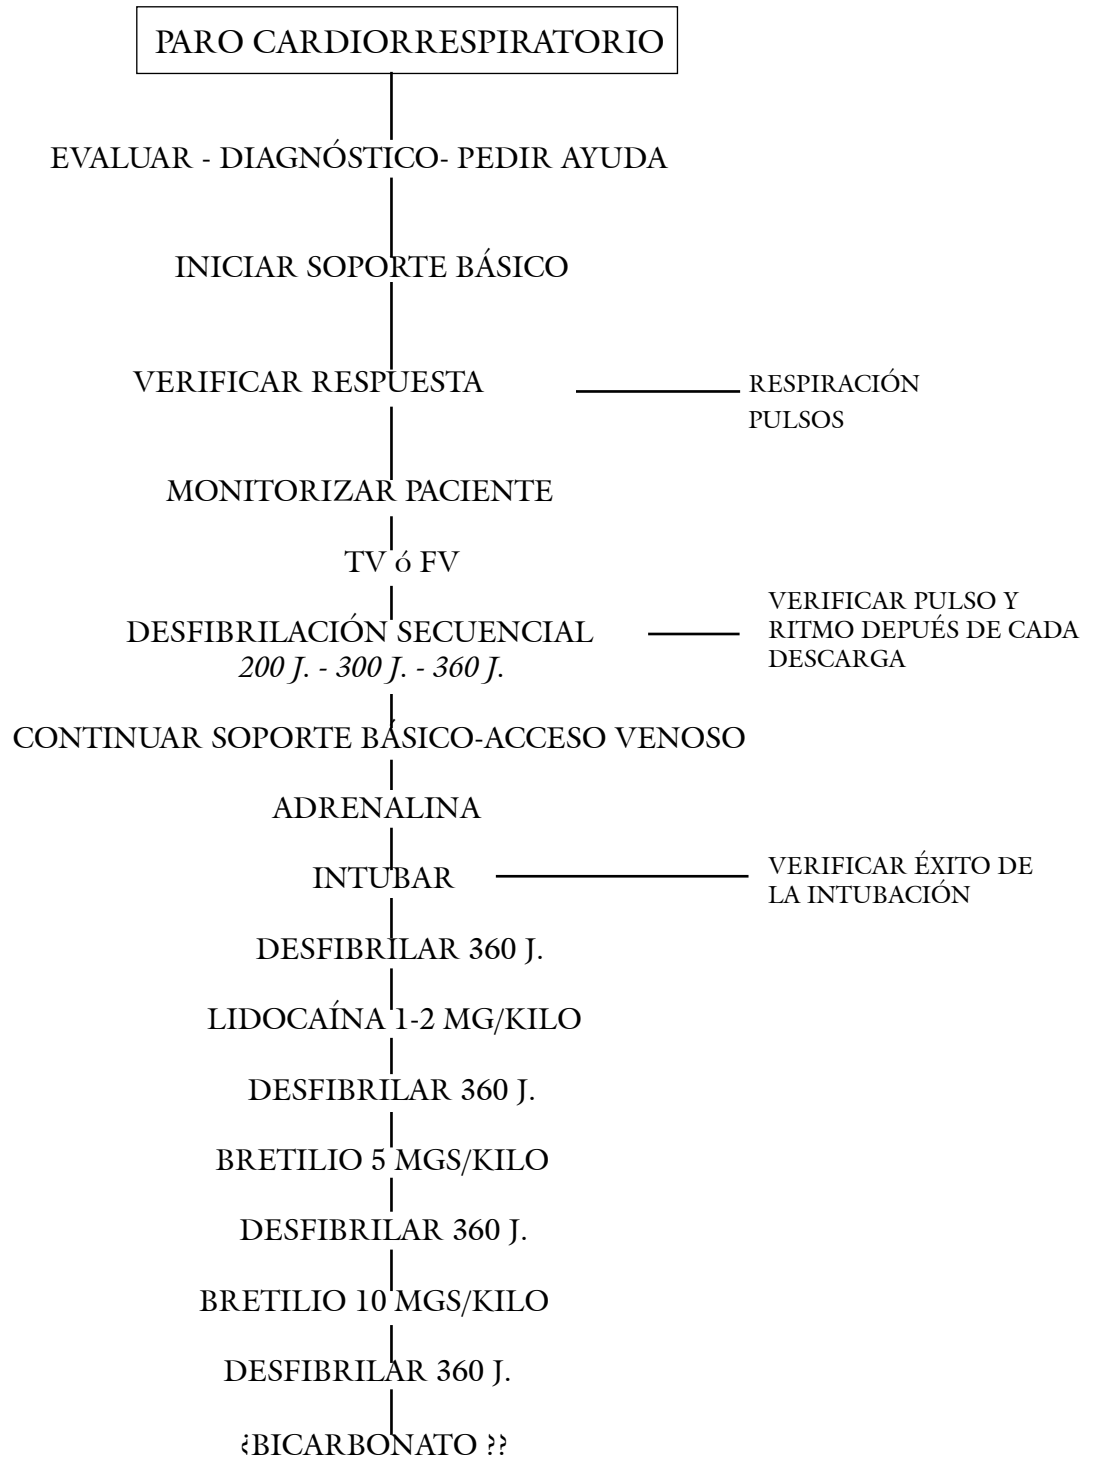 PARO CARDIORRESPIRATORIO
EVALUAR - DIAGNÓSTICO- PEDIR AYUDA
INICIAR SOPORTE BÁSICO
VERIFICAR RESPUESTA
RESPIRACIÓN
PULSOS
MONITORIZAR PACIENTE
TV ó FV
DESFIBRILACIÓN SECUENCIAL
200 J. - 300 J. - 360 J.
VERIFICAR PULSO Y
RITMO DEPUÉS DE CADA
DESCARGA
CONTINUAR SOPORTE BÁSICO-ACCESO VENOSO
ADRENALINA
INTUBAR
VERIFICAR ÉXITO DE
LA INTUBACIÓN
DESFIBRILAR 360 J.
LIDOCAÍNA 1-2 MG/KILO
DESFIBRILAR 360 J.
BRETILIO 5 MGS/KILO
DESFIBRILAR 360 J.
BRETILIO 10 MGS/KILO
DESFIBRILAR 360 J.
¿BICARBONATO ??